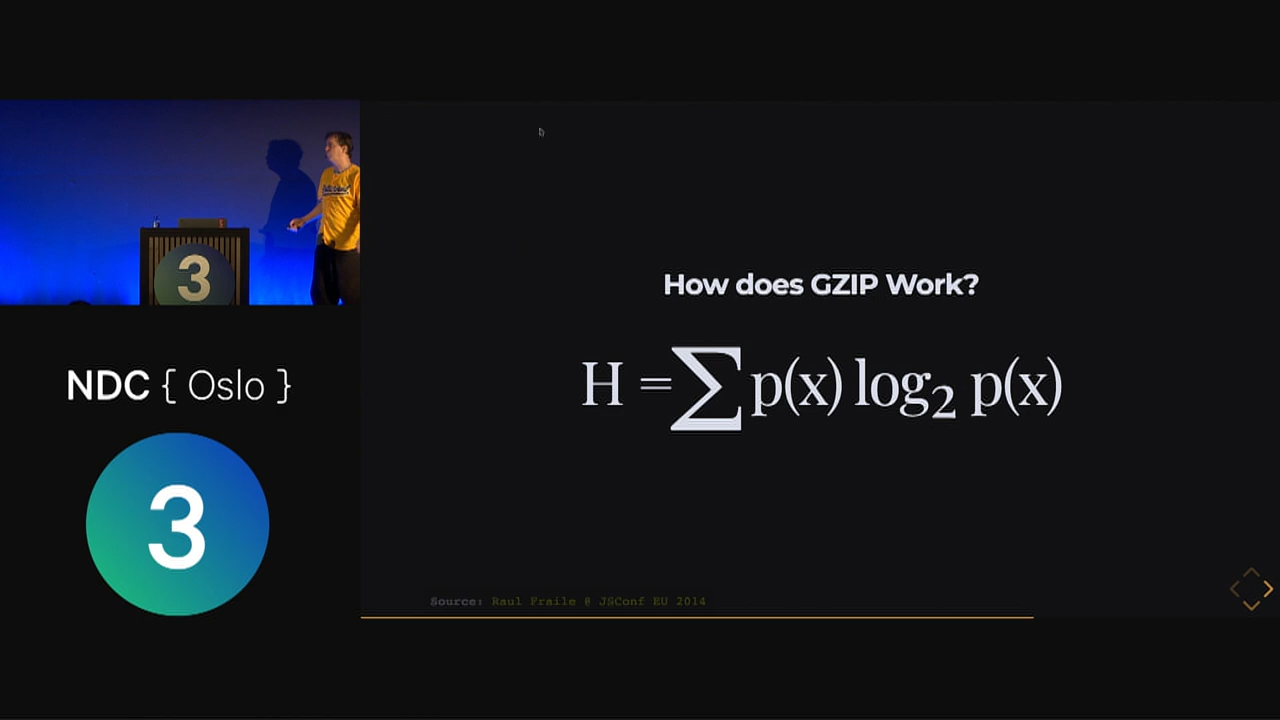 3
NDC { Oslo }
3
How does GZIP Work?
H = ∑ p(x) log₂ p(x)
Source: Raul Fraile @ JSConf EU 2014